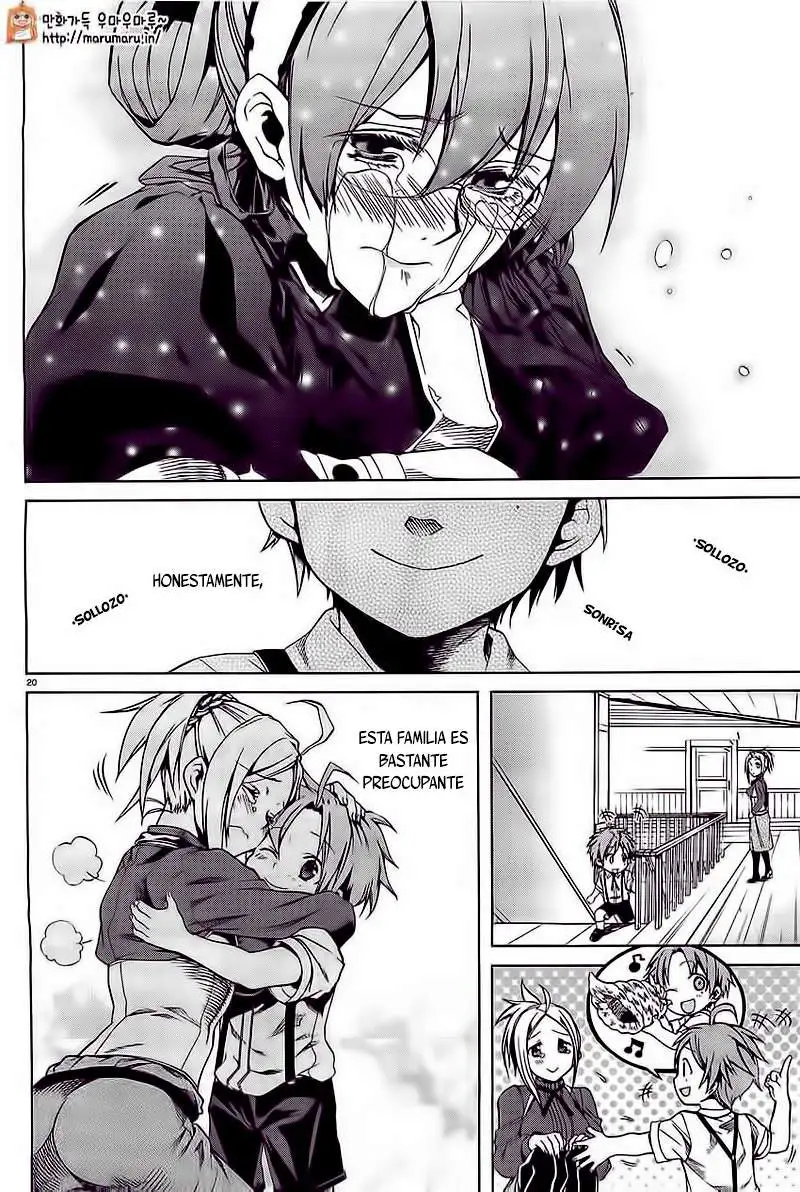 만화가득 우마우마루~
http://marumaru.in/
HONESTAMENTE,
·SOLLOZO·
·SOLLOZO·
SONRISA
20
ESTA FAMILIA ES
BASTANTE
PREOCUPANTE